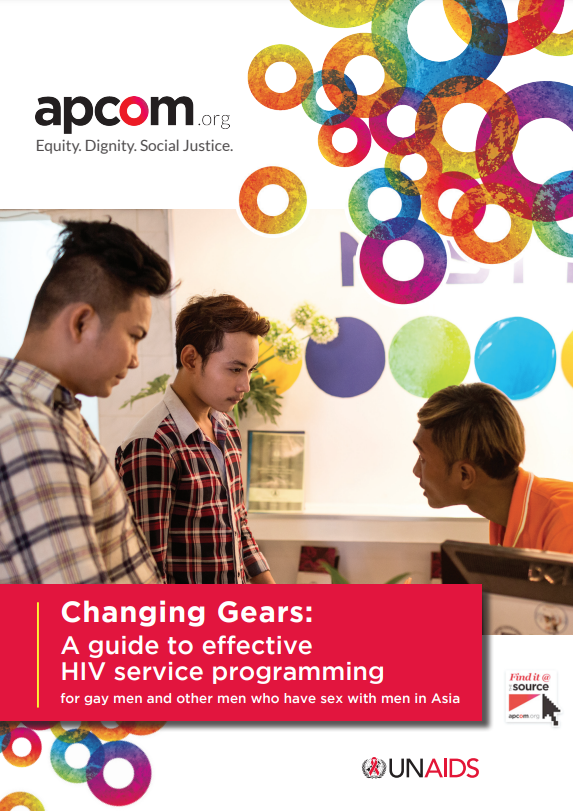 apcom.org
Equity. Dignity. Social Justice.
Changing Gears:
A guide to effective
HIV service programming
for gay men and other men who have sex with men in Asia
Find it @
the source
apcom.org
UNAIDS